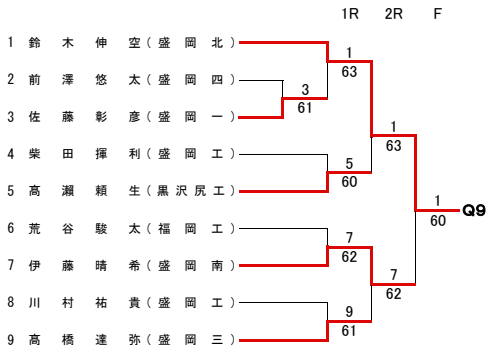 1R 2R F
1 鈴木伸空(盛岡北)
2 前澤悠太(盛岡四)
3 佐藤彰彦(盛岡一)
4 柴田揮利(盛岡工)
5 高瀬頼生(黒沢尻工)
6 荒谷駿太(福岡工)
7 伊藤晴希(盛岡南)
8 川村祐貴(盛岡工)
9 高橋達弥(盛岡三)
1
63
3
61
1
63
5
60
1
60
Q9
7
62
7
62
9
61